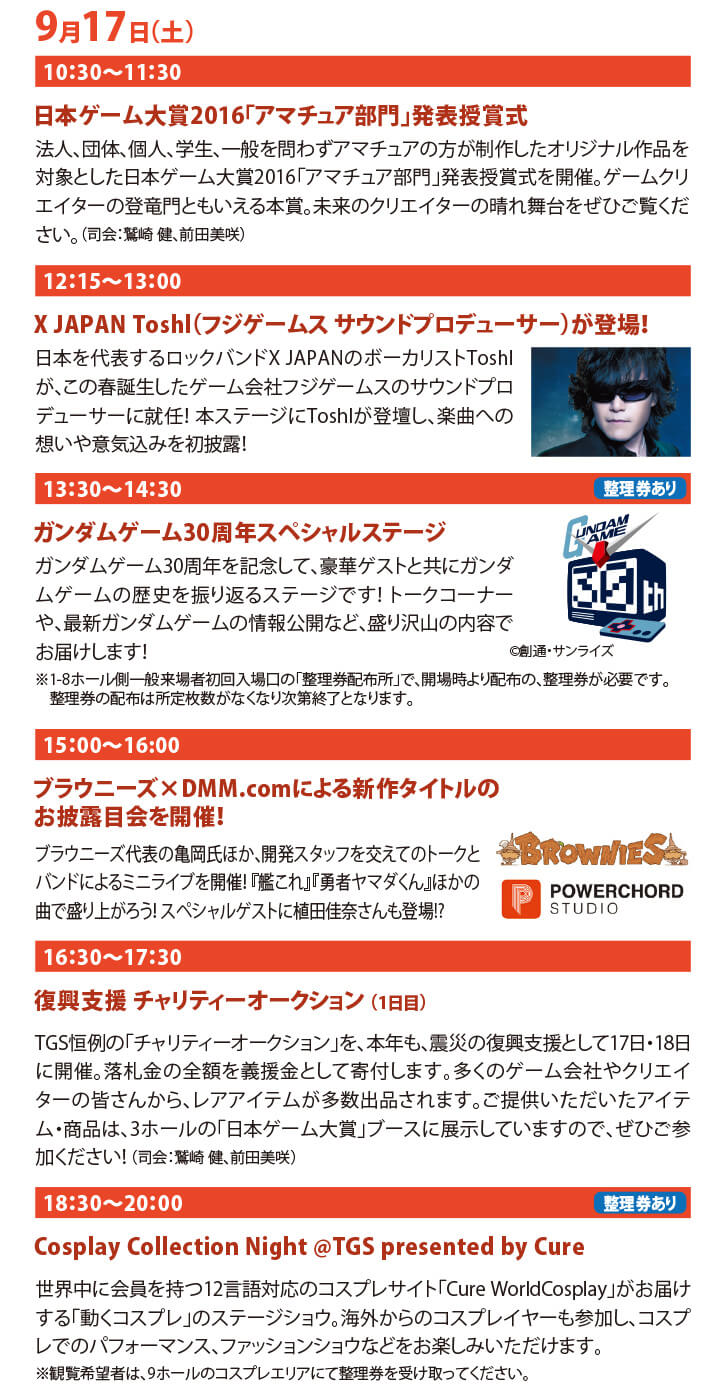 9月17日(土)
10:30〜11:30
日本ゲーム大賞2016「アマチュア部門」発表授賞式
法人、団体、個人、学生、一般を問わずアマチュアの方が制作したオリジナル作品を
対象とした日本ゲーム大賞2016「アマチュア部門」発表授賞式を開催。ゲームクリ
エイターの登竜門ともいえる本賞。未来のクリエイターの晴れ舞台をぜひご覧くだ
さい。(司会:鷲崎 健、前田美咲)
12:15〜13:00
X JAPAN ToshI(フジゲームス サウンドプロデューサー)が登場!
日本を代表するロックバンドX JAPANのボーカリストToshI
が、この春誕生したゲーム会社フジゲームスのサウンドプロ
デューサーに就任! 本ステージにToshIが登壇し、楽曲への
想いや意気込みを初披露!
13:30〜14:30 整理券あり
ガンダムゲーム30周年スペシャルステージ
ガンダムゲーム30周年を記念して、豪華ゲストと共にガンダ
ムゲームの歴史を振り返るステージです! トークコーナー
や、最新ガンダムゲームの情報公開など、盛り沢山の内容で
お届けします!
GUNDAM
GAME
30th
©創通・サンライズ
※1-8ホール側一般来場者初回入場口の「整理券配布所」で、開場時より配布の、整理券が必要です。
整理券の配布は所定枚数がなくなり次第終了となります。
15:00〜16:00
ブラウニーズ×DMM.comによる新作タイトルの
お披露目会を開催!
ブラウニーズ代表の亀岡氏ほか、開発スタッフを交えてのトークと
バンドによるミニライブを開催!『艦これ』『勇者ヤマダくん』ほかの
曲で盛り上がろう! スペシャルゲストに植田佳奈さんも登場!?
BROWNIES
POWERCHORD
STUDIO
16:30〜17:30
復興支援 チャリティーオークション (1日目)
TGS恒例の「チャリティーオークション」を、本年も、震災の復興支援として17日・18日
に開催。落札金の全額を義援金として寄付します。多くのゲーム会社やクリエイ
ターの皆さんから、レアアイテムが多数出品されます。ご提供いただいたアイテ
ム・商品は、3ホールの「日本ゲーム大賞」ブースに展示していますので、ぜひご参
加ください!(司会:鷲崎 健、前田美咲)
18:30〜20:00 整理券あり
Cosplay Collection Night @TGS presented by Cure
世界中に会員を持つ12言語対応のコスプレサイト「Cure WorldCosplay」がお届け
する「動くコスプレ」のステージショウ。海外からのコスプレイヤーも参加し、コスプ
レでのパフォーマンス、ファッションショウなどをお楽しみいただけます。
※観覧希望者は、9ホールのコスプレエリアにて整理券を受け取ってください。